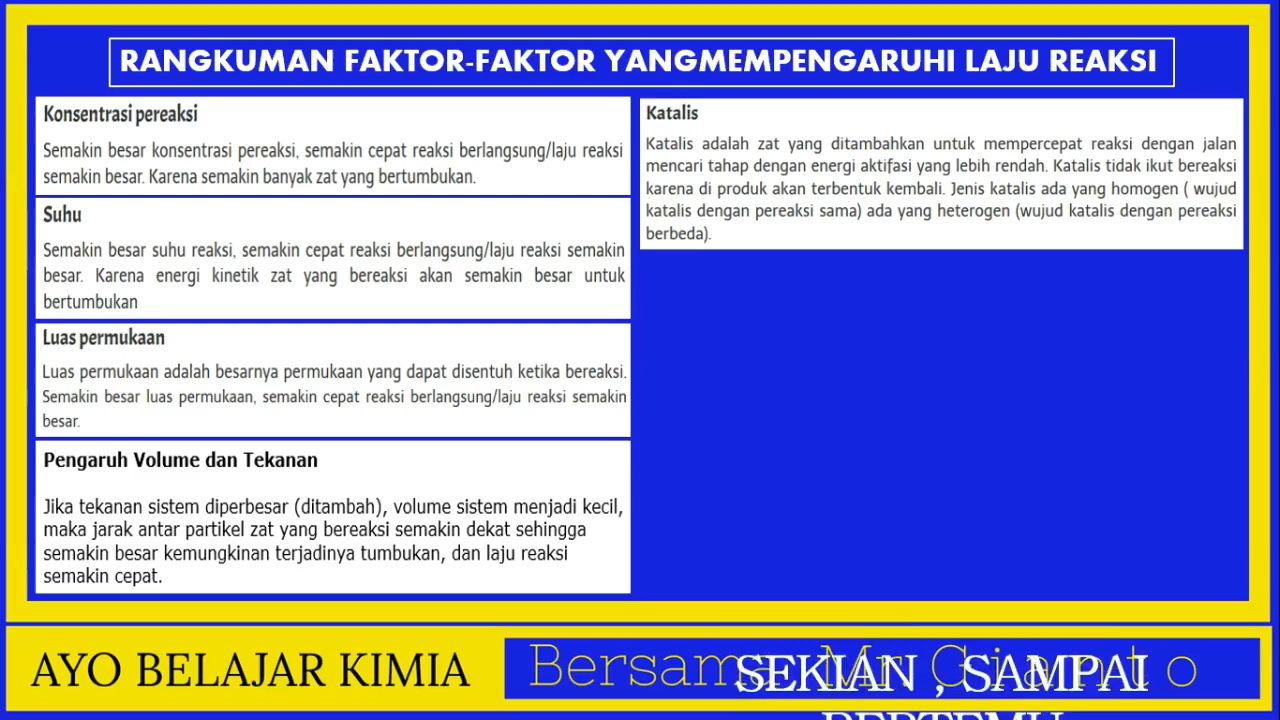 RANGKUMAN FAKTOR-FAKTOR YANGMEMPENGARUHI LAJU REAKSI
Konsentrasi pereaksi
Semakin besar konsentrasi pereaksi, semakin cepat reaksi berlangsung/laju reaksi
semakin besar. Karena semakin banyak zat yang bertumbukan.
Suhu
Semakin besar suhu reaksi, semakin cepat reaksi berlangsung/laju reaksi semakin
besar. Karena energi kinetik zat yang bereaksi akan semakin besar untuk
bertumbukan
Luas permukaan
Luas permukaan adalah besarnya permukaan yang dapat disentuh ketika bereaksi.
Semakin besar luas permukaan, semakin cepat reaksi berlangsung/laju reaksi semakin
besar.
Pengaruh Volume dan Tekanan
Jika tekanan sistem diperbesar (ditambah), volume sistem menjadi kecil,
maka jarak antar partikel zat yang bereaksi semakin dekat sehingga
semakin besar kemungkinan terjadinya tumbukan, dan laju reaksi
semakin cepat.
Katalis
Katalis adalah zat yang ditambahkan untuk mempercepat reaksi dengan jalan
mencari tahap dengan energi aktifasi yang lebih rendah. Katalis tidak ikut bereaksi
karena di produk akan terbentuk kembali. Jenis katalis ada yang homogen ( wujud
katalis dengan pereaksi sama) ada yang heterogen (wujud katalis dengan pereaksi
berbeda).
AYO BELAJAR KIMIA
Bersama Mr. Gianto
SEKIAN , SAMPAI
BERTEMU